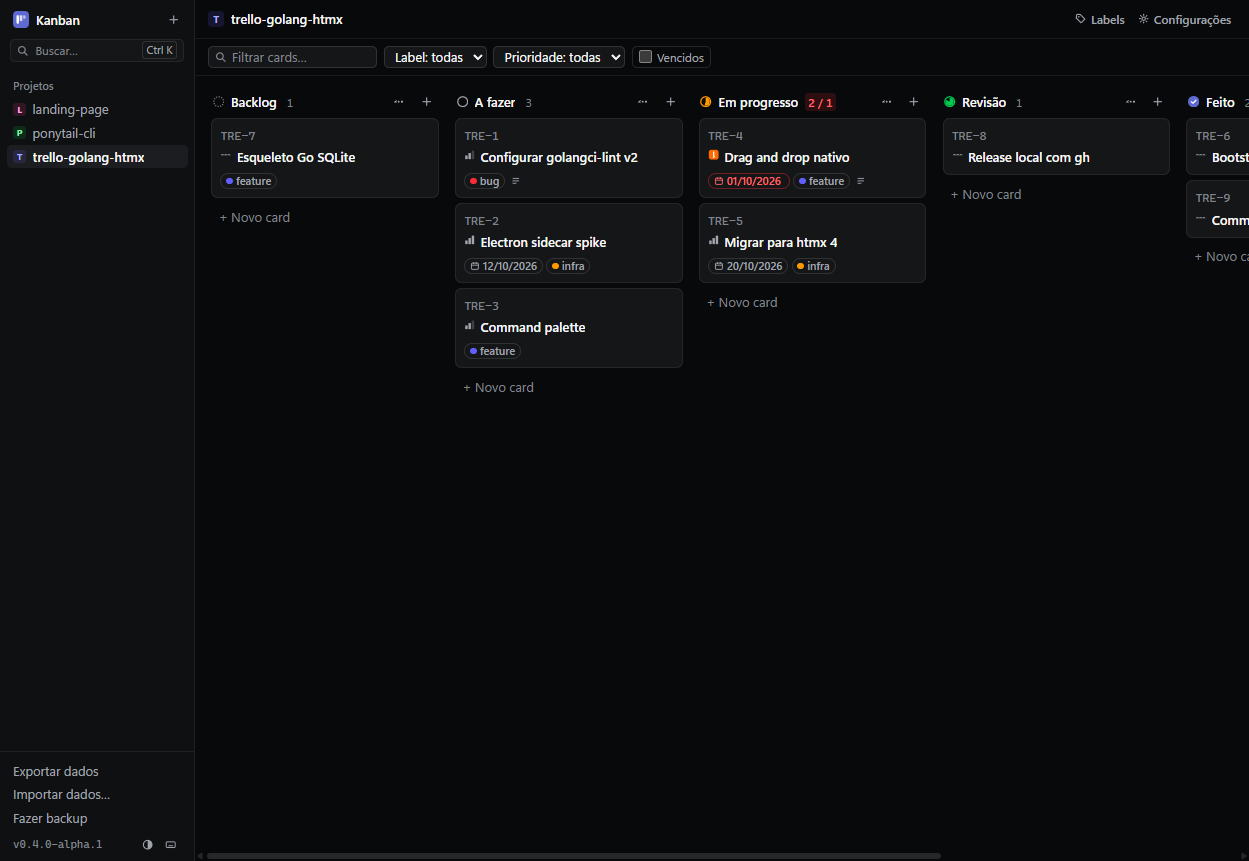 Kanban
Buscar...
Ctrl K
Projetos
L landing-page
P ponytail-cli
T trello-golang-htmx
Exportar dados
Importar dados...
Fazer backup
v0.4.0-alpha.1
T trello-golang-htmx
Labels
Configurações
Filtrar cards...
Label: todas
Prioridade: todas
Vencidos
Backlog 1
TRE-7
Esqueleto Go SQLite
feature
+ Novo card
A fazer 3
TRE-1
Configurar golangci-lint v2
bug
TRE-2
Electron sidecar spike
12/10/2026 infra
TRE-3
Command palette
feature
+ Novo card
Em progresso 2 / 1
TRE-4
Drag and drop nativo
01/10/2026 feature
TRE-5
Migrar para htmx 4
20/10/2026 infra
+ Novo card
Revisão 1
TRE-8
Release local com gh
+ Novo card
Feito 2
TRE-6
Bootst
TRE-9
Comm
+ Novo ca